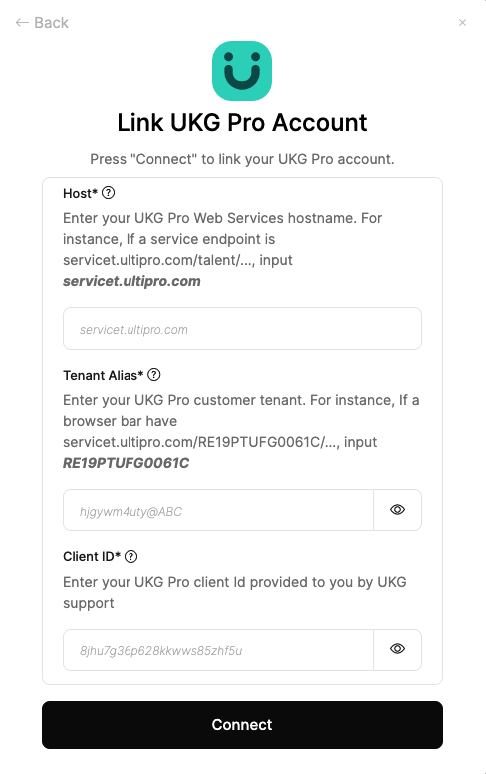 ← Back
×
Link UKG Pro Account
Press "Connect" to link your UKG Pro account.
Host* ?
Enter your UKG Pro Web Services hostname. For
instance, If a service endpoint is
servicet.ultipro.com/talent/..., input
servicet.ultipro.com
servicet.ultipro.com
Tenant Alias* ?
Enter your UKG Pro customer tenant. For instance, If a
browser bar have
servicet.ultipro.com/RE19PTUFG0061C/..., input
RE19PTUFG0061C
hjgywm4uty@ABC
Client ID* ?
Enter your UKG Pro client Id provided to you by UKG
support
8jhu7g36p628kkwws85zhf5u
Connect